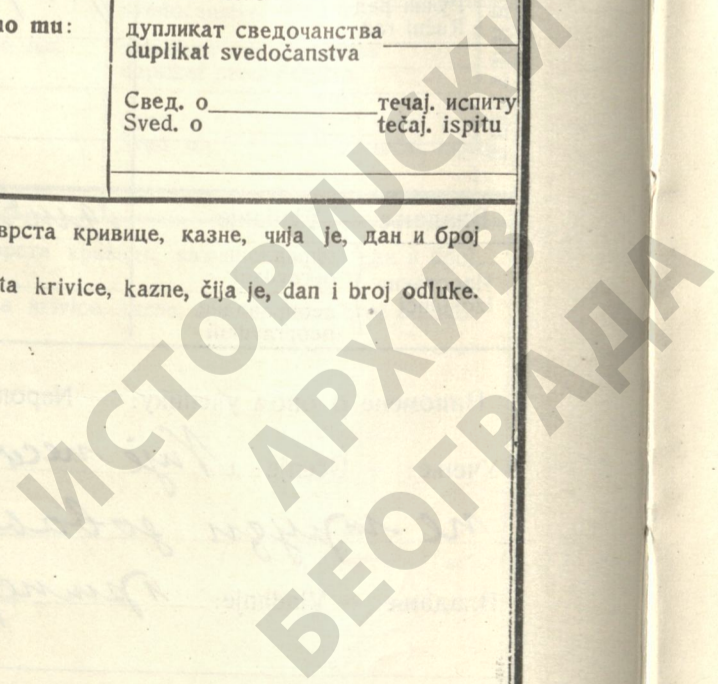 но ти:
дупликат сведочанства
duplikat svedočanstva
Свед. о течај. испиту
Sved. o tečaj. ispitu
врста кривице, казне, чија је, дан и број
ta krivice, kazne, čija je, dan i broj odluke.
ИСТОРИЈСКИ
АРХИВ
БЕОГРАДА